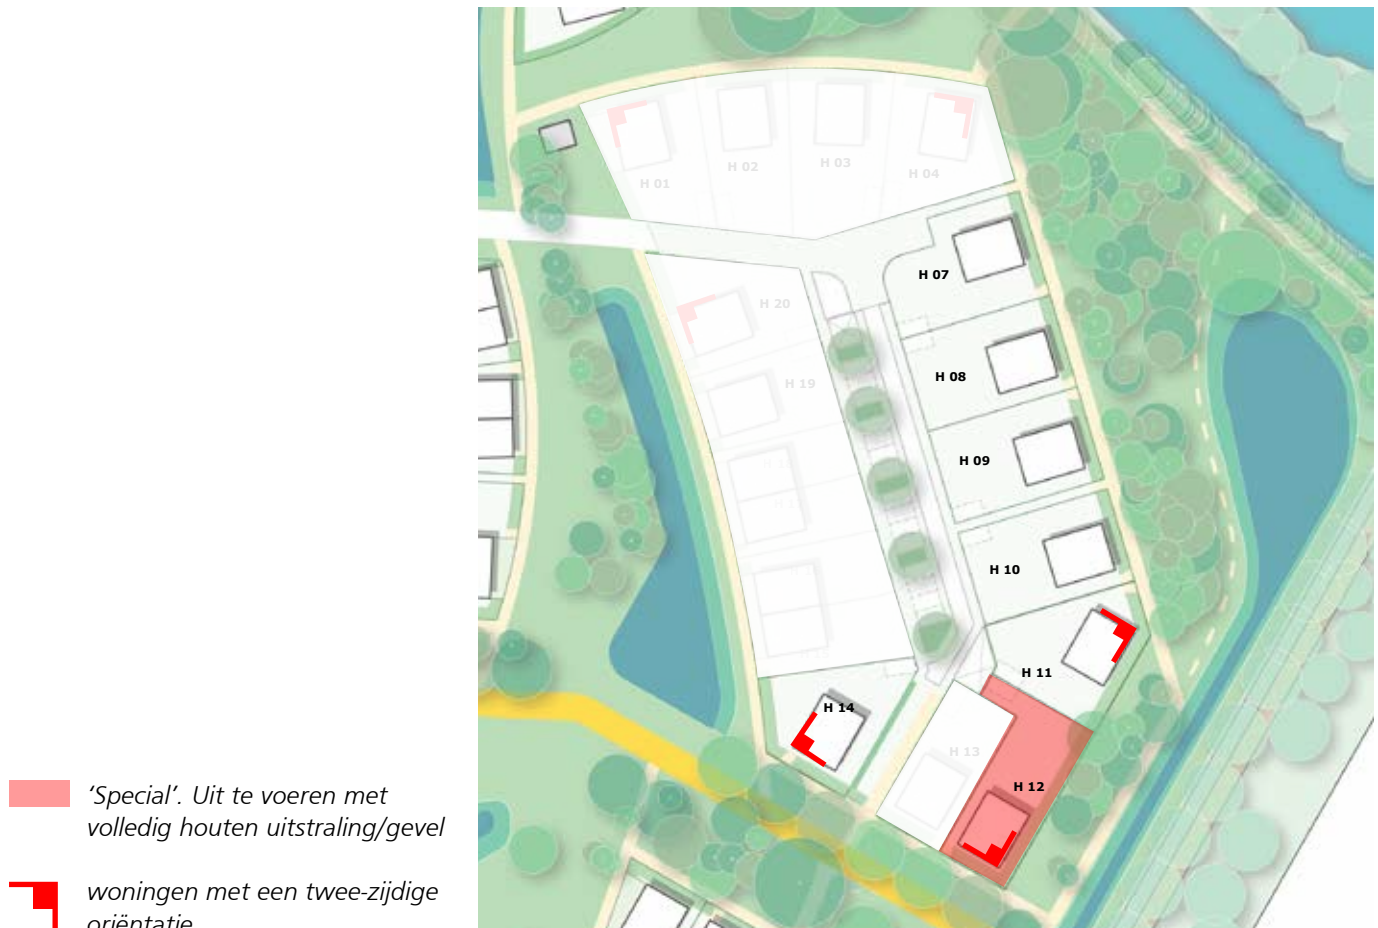 H 01
H 02
H 03
H 04
H 07
H 20
H 08
H 19
H 09
H 10
H 11
H 14
H 13
H 12
‘Special’. Uit te voeren met
volledig houten uitstraling/gevel
woningen met een twee-zijdige
oriëntatie